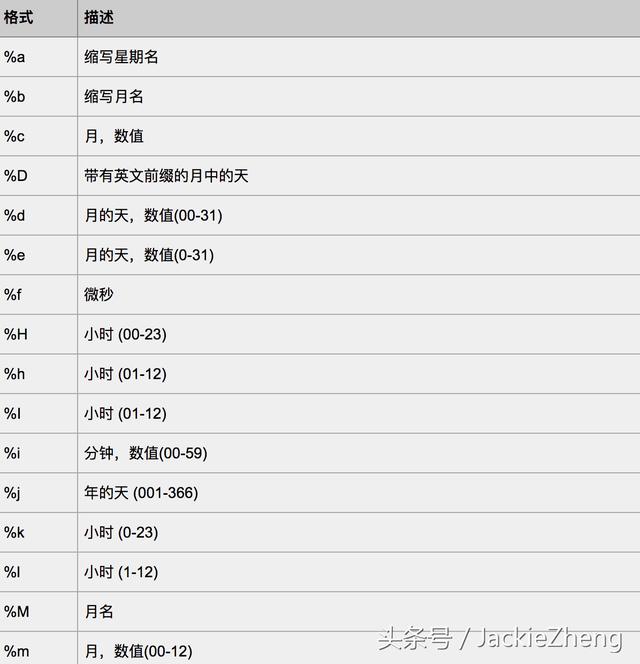 格式 描述
%a 缩写星期名
%b 缩写月名
%c 月，数值
%D 带有英文前缀的月中的天
%d 月的天，数值(00-31)
%e 月的天，数值(0-31)
%f 微秒
%H 小时 (00-23)
%h 小时 (01-12)
%I 小时 (01-12)
%i 分钟，数值(00-59)
%j 年的天 (001-366)
%k 小时 (0-23)
%l 小时 (1-12)
%M 月名
%m 月，数值(00-12)
头条号 / JackieZheng